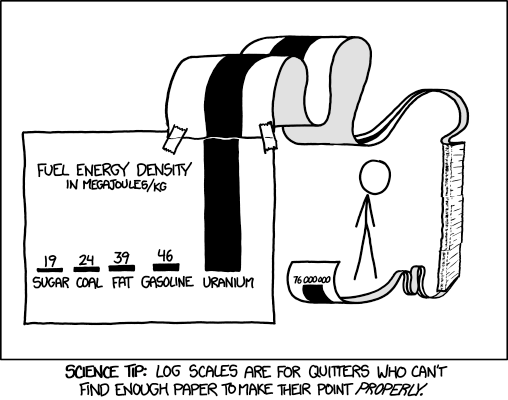 FUEL ENERGY DENSITY
IN MEGAJOULES/KG
19 24 39 46
SUGAR COAL FAT GASOLINE URANIUM
76 000 000
SCIENCE TIP: LOG SCALES ARE FOR QUITTERS WHO CAN'T
FIND ENOUGH PAPER TO MAKE THEIR POINT PROPERLY.